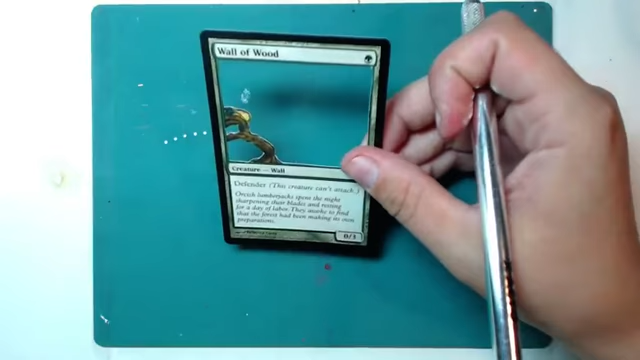 Wall of Wood
Creature — Wall
Defender (This creature can't attack.)
Orcish lumberjacks spent the night
sharpening their blades and resting
for a day of labor. They awoke to find
that the forest had been making its own
preparations.
0/3